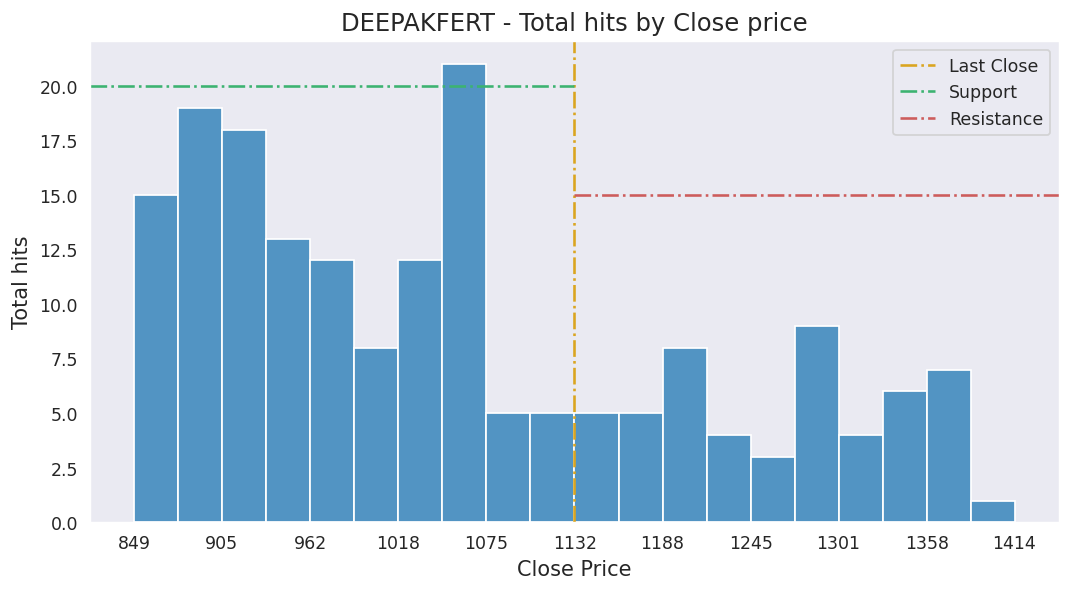 DEEPAKFERT - Total hits by Close price
Last Close
Support
Resistance
Total hits
20.0
17.5
15.0
12.5
10.0
7.5
5.0
2.5
0.0
849 905 962 1018 1075 1132 1188 1245 1301 1358 1414
Close Price